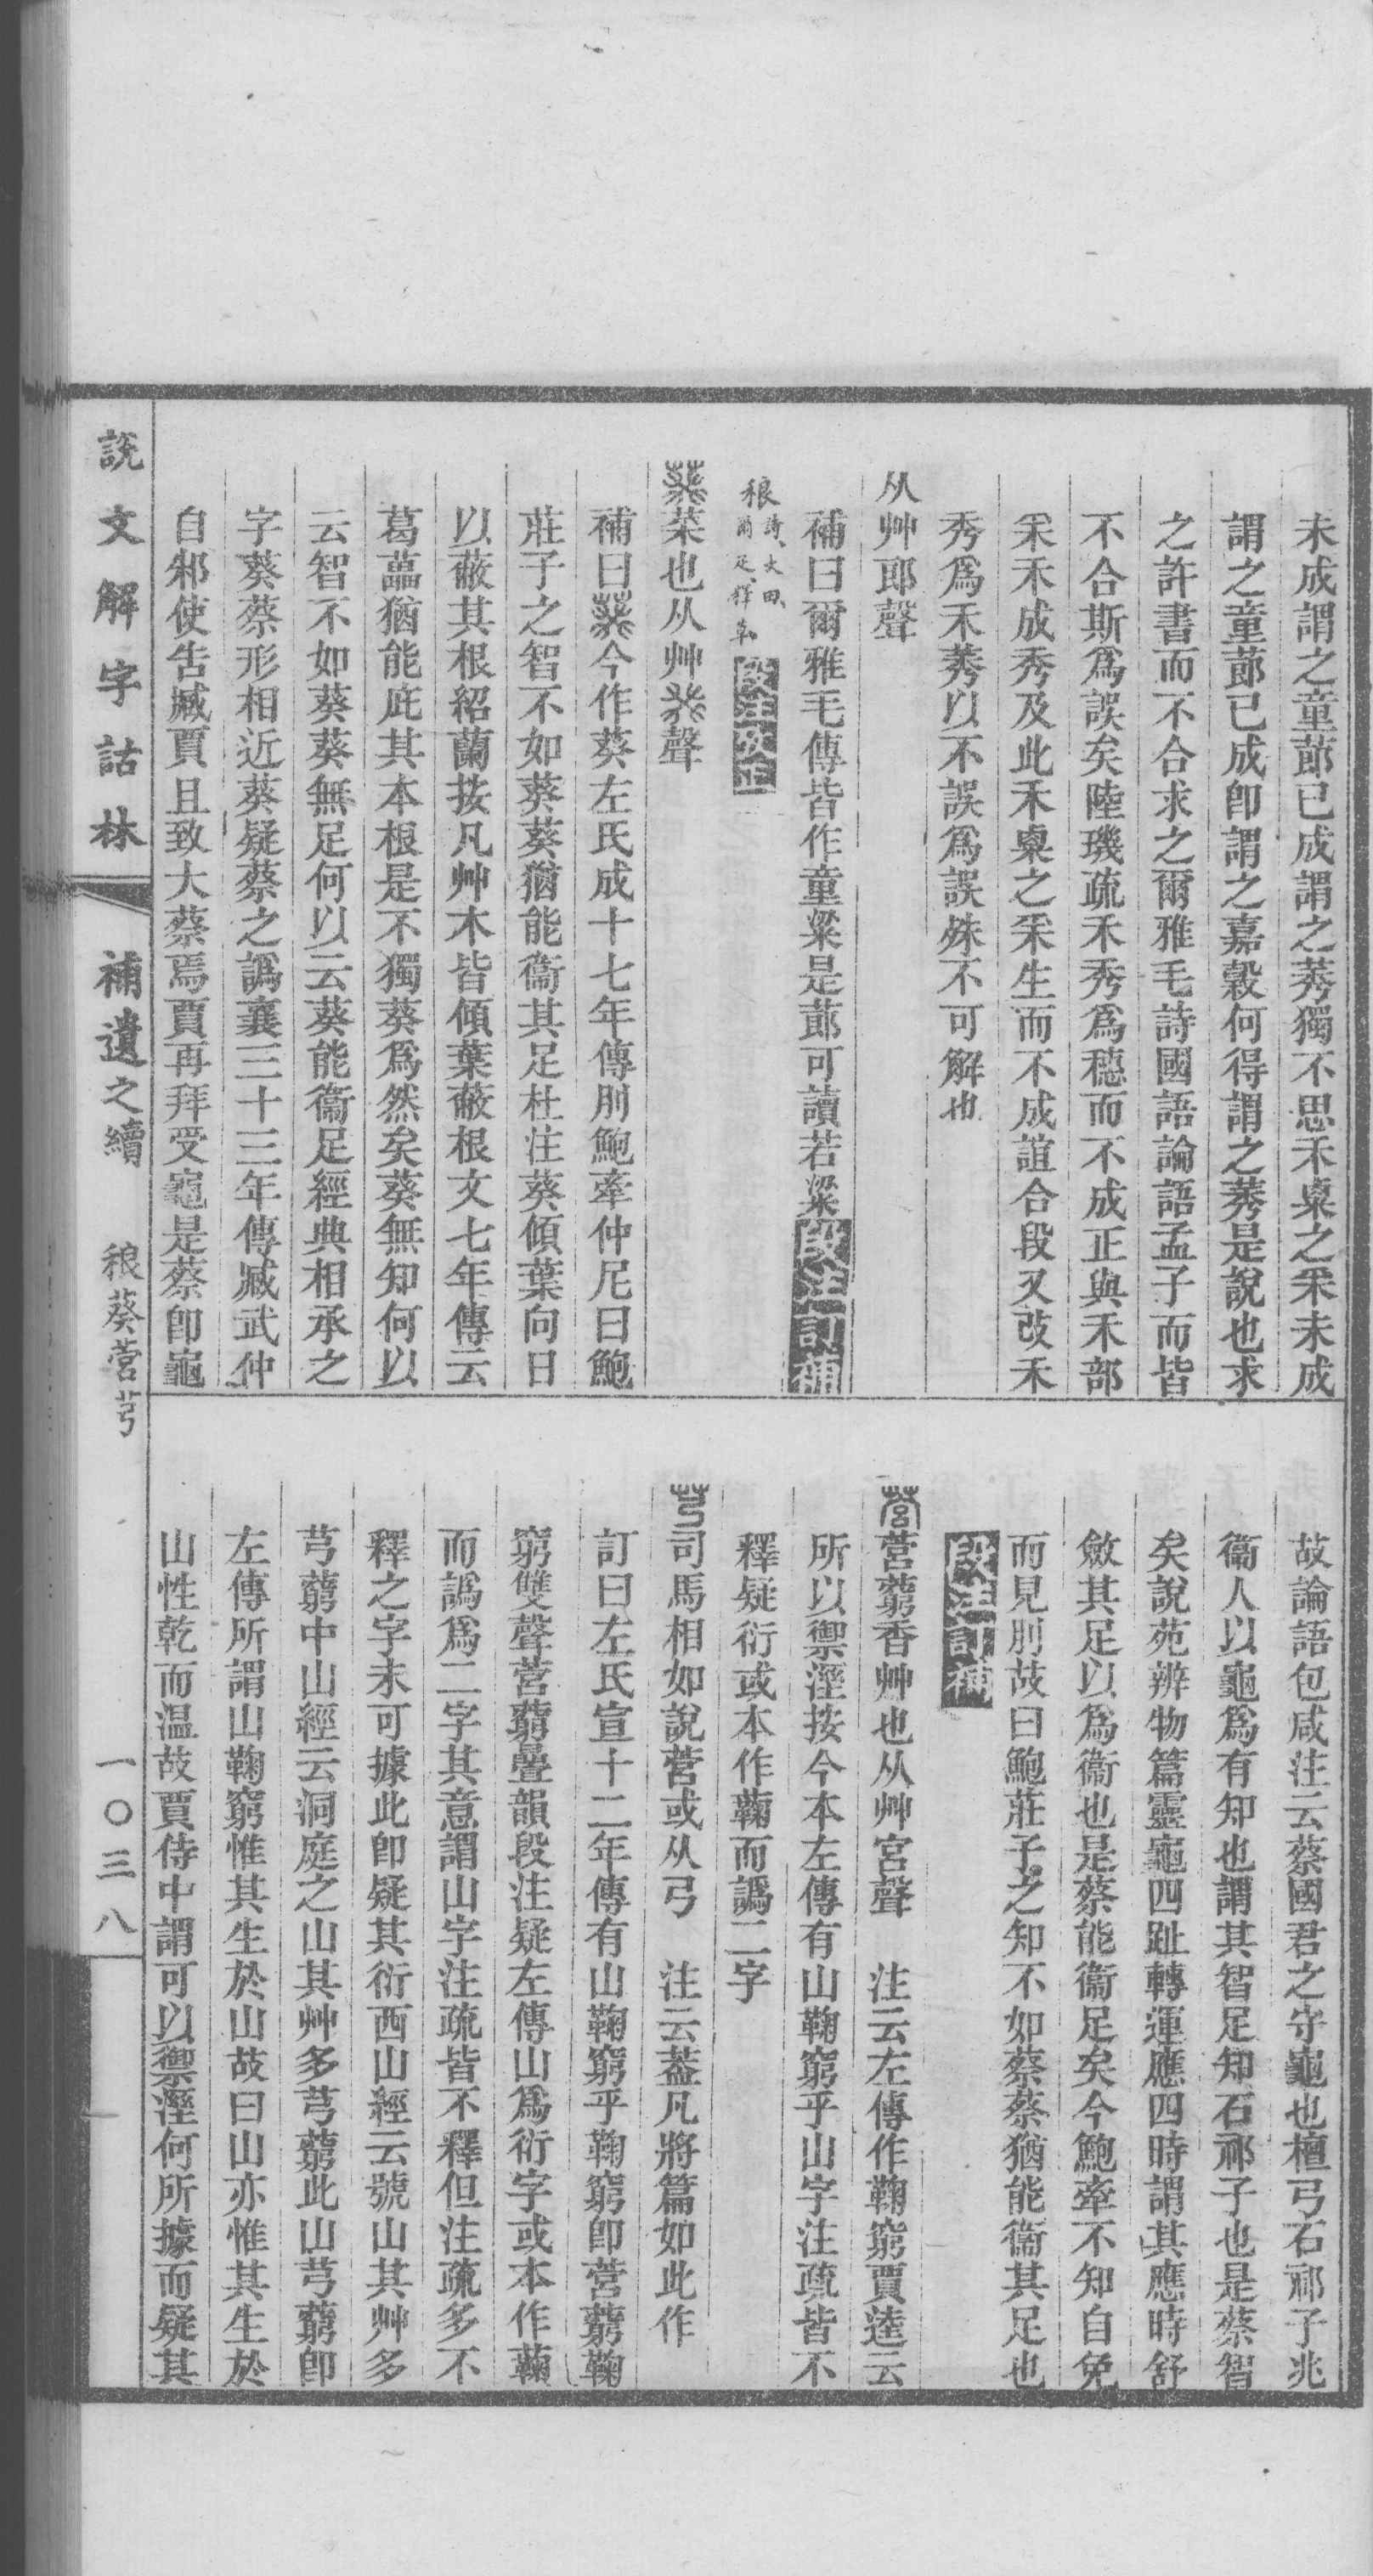 未成謂之童蓈已成謂之莠獨不思禾㮚之采未成
謂之童蓈已成卽謂之嘉穀何得謂之莠是說也求
之許書而不合求之爾雅毛詩國語論語孟子而皆
不合斯爲誤矣陸璣疏禾秀爲穗而不成正與禾部
采禾成秀及此禾㮚之采生而不成誼合段又改禾
秀爲禾莠以不誤爲誤殊不可解也
从艸郎聲
補曰爾雅毛傳皆作童粱是蓈可讀若粱段注訂補
稂詩、大田、爾疋、釋草、段注攷正
葵菜也从艸癸聲
補曰葵今作葵左氏成十七年傳刖鮑牽仲尼曰鮑
莊子之智不如葵葵猶能衞其足杜注葵傾葉向日
以蔽其根紹蘭按凡艸木皆傾葉蔽根文七年傳云
葛藟猶能庇其本根是不獨葵爲然矣葵無知何以
云智不如葵葵無足何以云葵能衞足經典相承之
字葵蔡形相近葵疑蔡之譌襄二十三年傳臧武仲
自邾使告臧賈且致大蔡焉賈再拜受龜是蔡卽龜
故論語包咸注云蔡國君之守龜也檀弓石祁子兆
衞人以龜爲有知也謂其智足知石祁子也是蔡智
矣說苑辨物篇靈龜四趾轉運應四時謂其應時舒
斂其足以爲衞也是蔡能衞足矣今鮑牽不知自免
而見刖故曰鮑莊子之知不如蔡蔡猶能衞其足也
段注訂補
营营藭香艸也从艸宮聲　注云左傳作鞠窮賈逵云
所以禦溼按今本左傳有山鞠窮乎山字注疏皆不
釋疑衍或本作䕮而譌二字
芎司馬相如說营或从弓　注云葢凡將篇如此作
訂曰左氏宣十二年傳有山鞠窮乎鞠窮卽营藭鞠
窮雙聲营藭疊韻段注疑左傳山爲衍字或本作䕮
而譌爲二字其意謂山字注疏皆不釋但注疏多不
釋之字未可據此卽疑其衍西山經云號山其艸多
芎藭中山經云洞庭之山其艸多芎藭此山芎藭卽
左傳所謂山鞠窮惟其生於山故曰山亦惟其生於
山性乾而温故賈侍中謂可以禦溼何所據而疑其
說文解字詁林　補遺之續　稂葵营芎　一〇三八